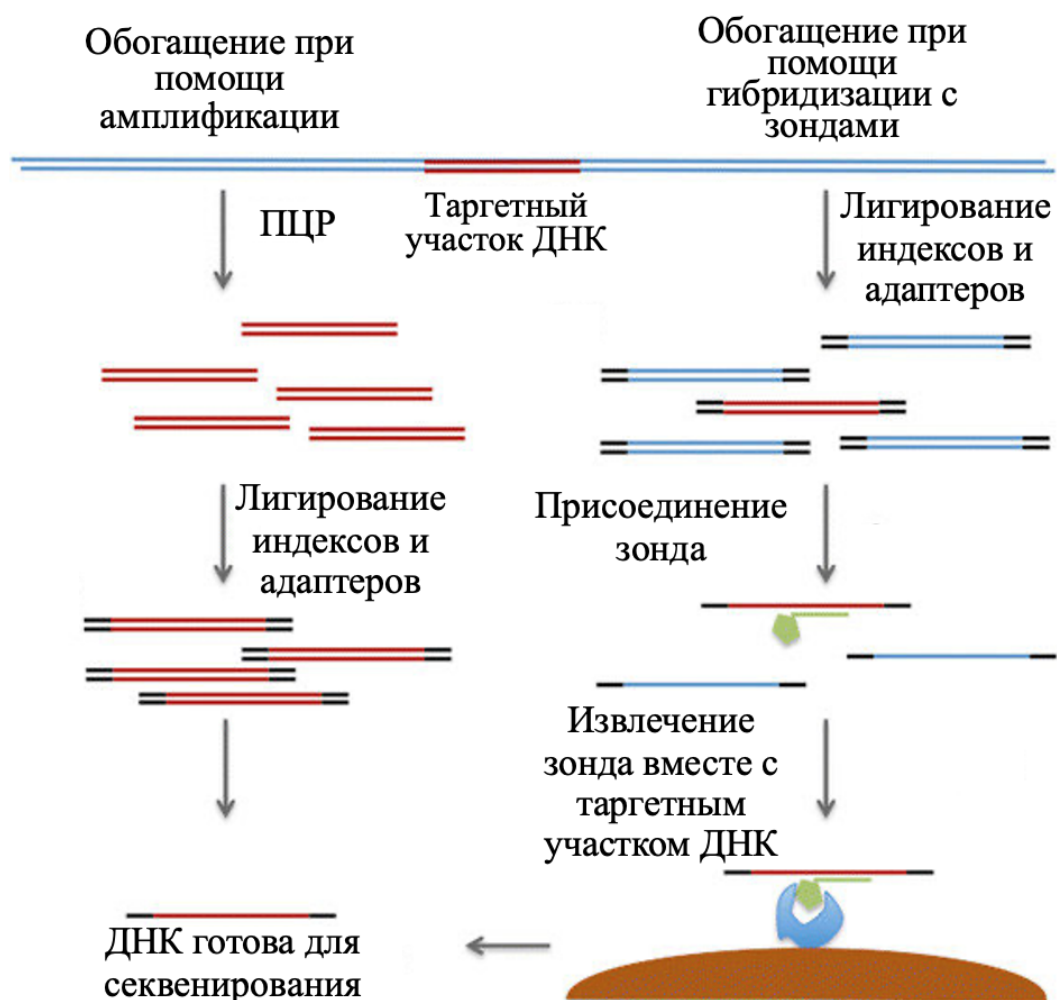 Обогащение при
помощи
амплификации
Обогащение при
помощи
гибридизации с
зондами
ПЦР
Таргетный
участок ДНК
Лигирование
индексов и
адаптеров
Лигирование
индексов и
адаптеров
Присоединение
зонда
Извлечение
зонда вместе с
таргетным
участком ДНК
ДНК готова для
секвенирования